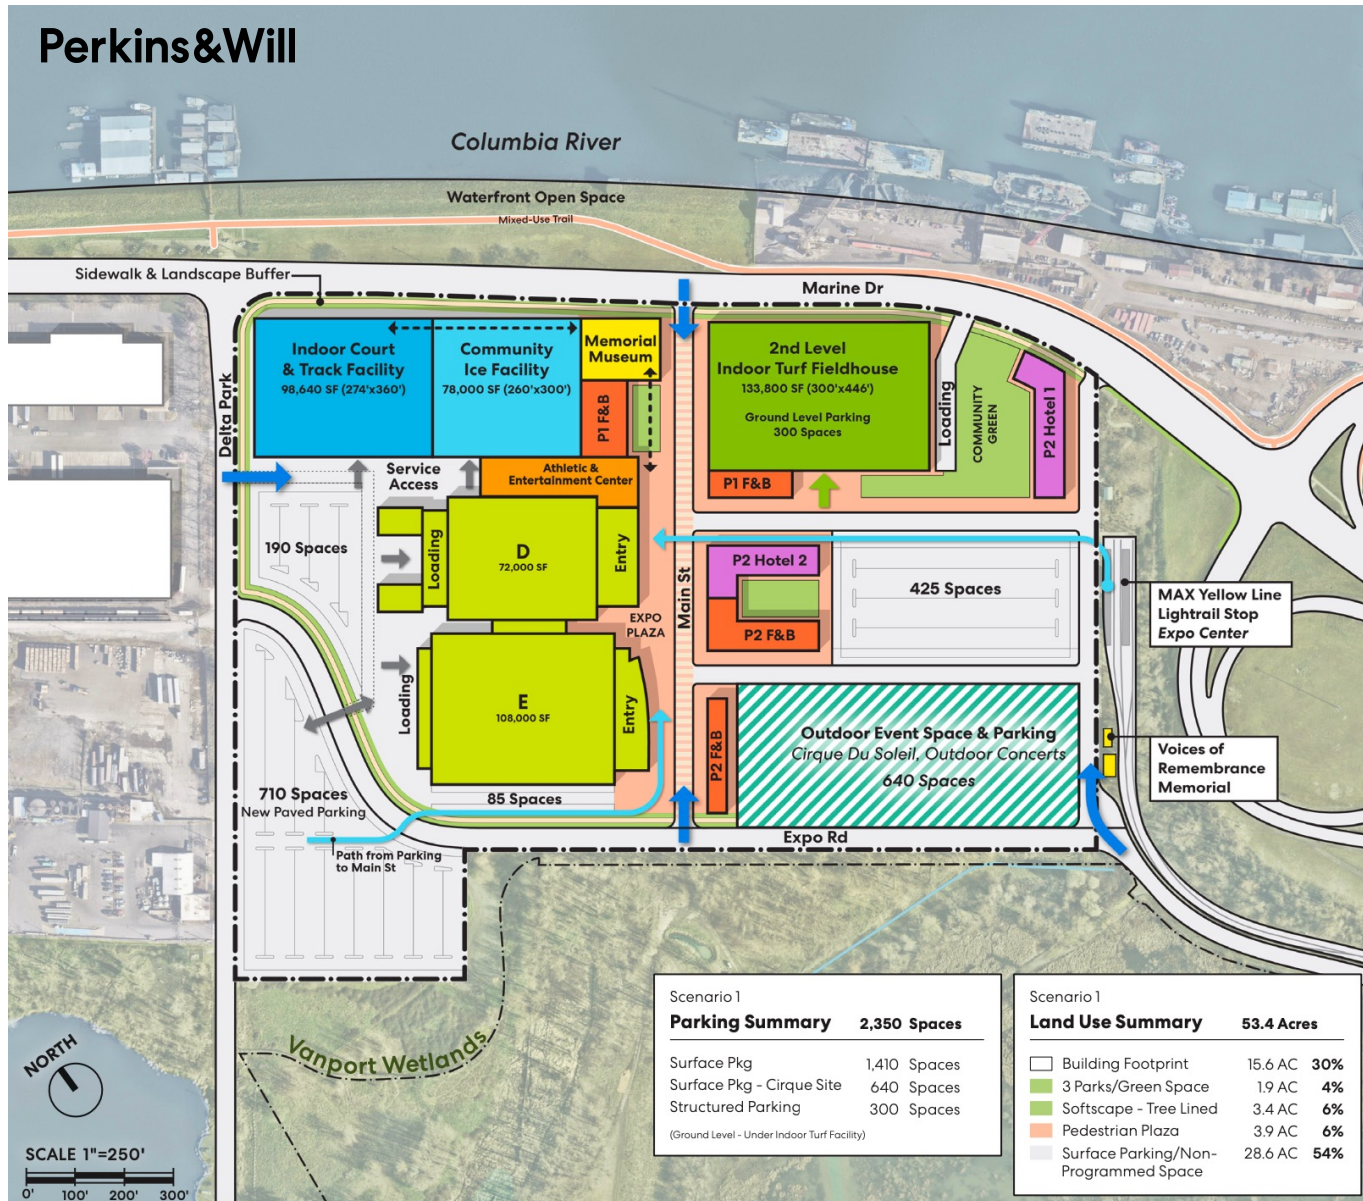 Perkins&Will
Columbia River
Waterfront Open Space
Mixed-Use Trail
Sidewalk & Landscape Buffer
Marine Dr
Delta Park
Indoor Court
& Track Facility
98,640 SF (274'x360')
Community
Ice Facility
78,000 SF (260'x300')
Memorial
Museum
P1 F&B
2nd Level
Indoor Turf Fieldhouse
133,800 SF (300'x446')
Ground Level Parking
300 Spaces
Loading
COMMUNITY
GREEN
P2 Hotel 1
Service
Access
Athletic &
Entertainment Center
P1 F&B
190 Spaces
Loading
D
72,000 SF
Entry
EXPO
PLAZA
Main St
P2 Hotel 2
P2 F&B
425 Spaces
MAX Yellow Line
Lightrail Stop
Expo Center
Loading
E
108,000 SF
Entry
P2 F&B
Outdoor Event Space & Parking
Cirque Du Soleil, Outdoor Concerts
640 Spaces
Voices of
Remembrance
Memorial
710 Spaces
New Paved Parking
85 Spaces
Path from Parking
to Main St
Expo Rd
Vanport Wetlands
NORTH
SCALE 1"=250'
0' 100' 200' 300'
Scenario 1
Parking Summary 2,350 Spaces
Surface Pkg 1,410 Spaces
Surface Pkg - Cirque Site 640 Spaces
Structured Parking 300 Spaces
(Ground Level - Under Indoor Turf Facility)
Scenario 1
Land Use Summary 53.4 Acres
Building Footprint 15.6 AC 30%
3 Parks/Green Space 1.9 AC 4%
Softscape - Tree Lined 3.4 AC 6%
Pedestrian Plaza 3.9 AC 6%
Surface Parking/Non- 28.6 AC 54%
Programmed Space